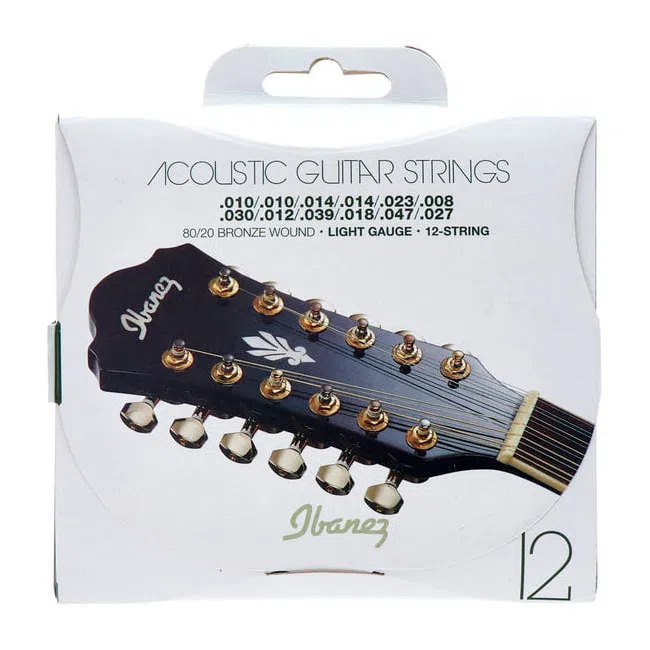 ACOUSTIC GUITAR STRINGS
.010/.010/.014/.014/.023/.008
.030/.012/.039/.018/.047/.027
80/20 BRONZE WOUND • LIGHT GAUGE • 12-STRING
Ibanez
Ibanez
12